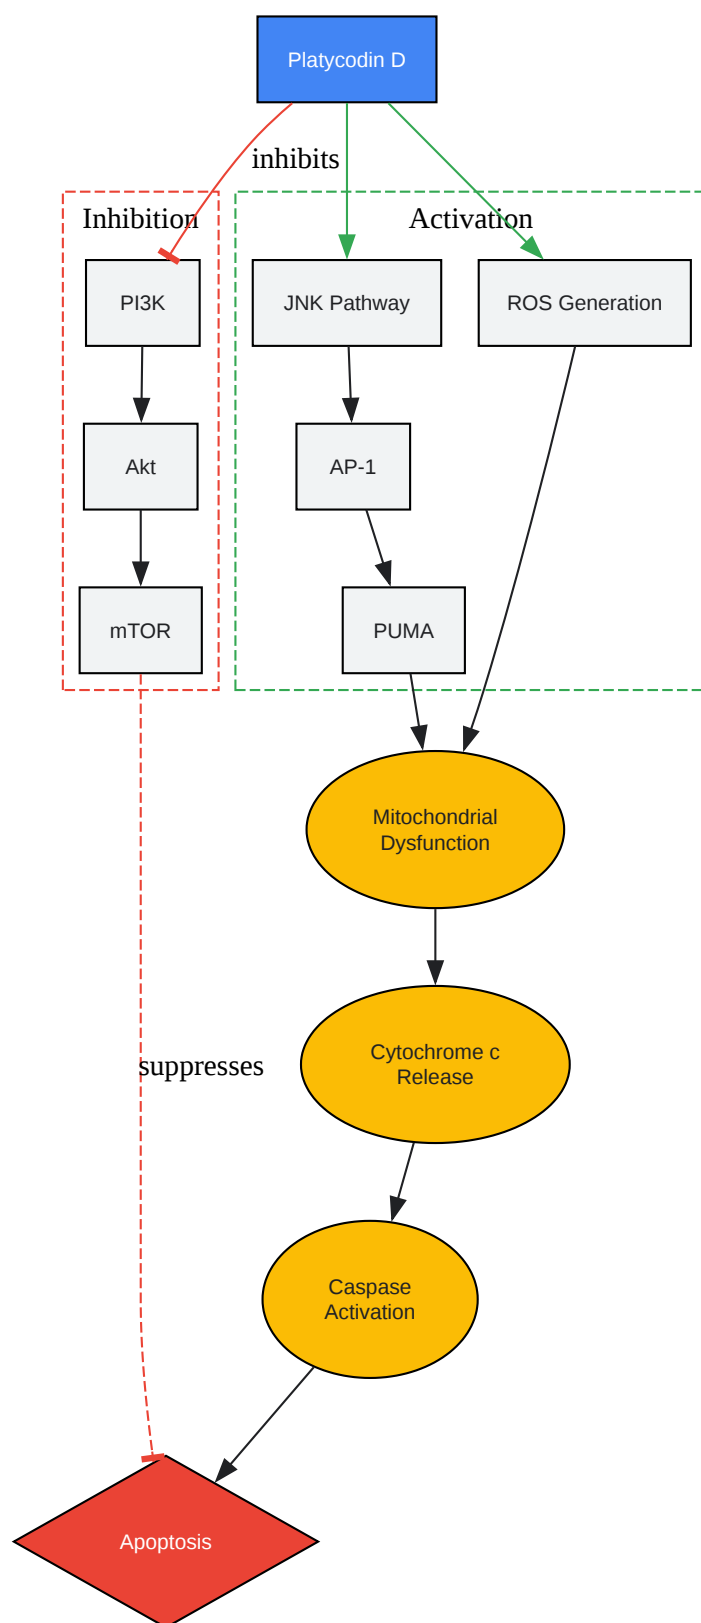 Platycodin D
inhibits
Inhibition
Activation
PI3K
JNK Pathway
ROS Generation
Akt
AP-1
mTOR
PUMA
Mitochondrial
Dysfunction
suppresses
Cytochrome c
Release
Caspase
Activation
Apoptosis